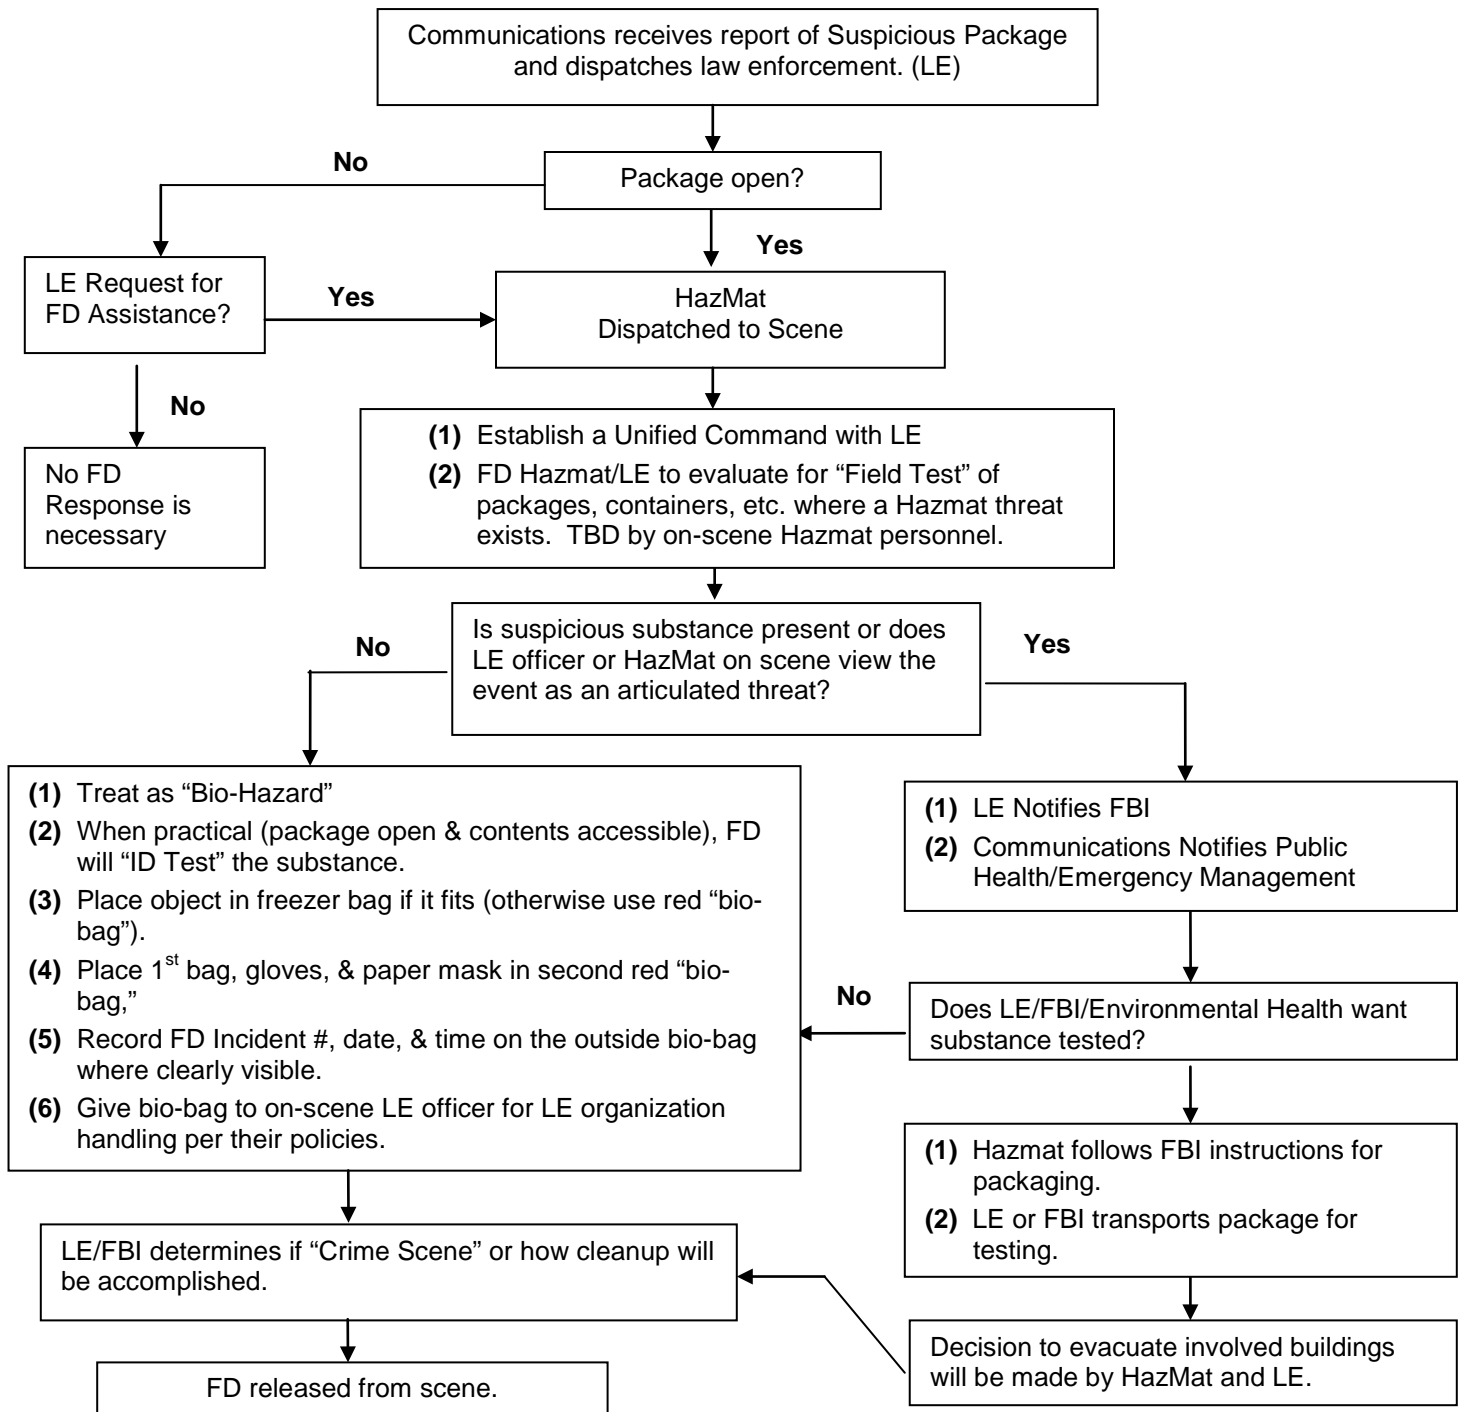 Communications receives report of Suspicious Package
and dispatches law enforcement. (LE)
No
Package open?
Yes
LE Request for
FD Assistance?
Yes
HazMat
Dispatched to Scene
No
No FD
Response is
necessary
(1) Establish a Unified Command with LE
(2) FD Hazmat/LE to evaluate for “Field Test” of
packages, containers, etc. where a Hazmat threat
exists.  TBD by on-scene Hazmat personnel.
No
Is suspicious substance present or does
LE officer or HazMat on scene view the
event as an articulated threat?
Yes
(1) Treat as “Bio-Hazard”
(2) When practical (package open & contents accessible), FD
will “ID Test” the substance.
(3) Place object in freezer bag if it fits (otherwise use red “bio-
bag”).
(4) Place 1st bag, gloves, & paper mask in second red “bio-
bag,”
(5) Record FD Incident #, date, & time on the outside bio-bag
where clearly visible.
(6) Give bio-bag to on-scene LE officer for LE organization
handling per their policies.
(1) LE Notifies FBI
(2) Communications Notifies Public
Health/Emergency Management
No
Does LE/FBI/Environmental Health want
substance tested?
(1) Hazmat follows FBI instructions for
packaging.
(2) LE or FBI transports package for
testing.
LE/FBI determines if “Crime Scene” or how cleanup will
be accomplished.
Decision to evacuate involved buildings
will be made by HazMat and LE.
FD released from scene.